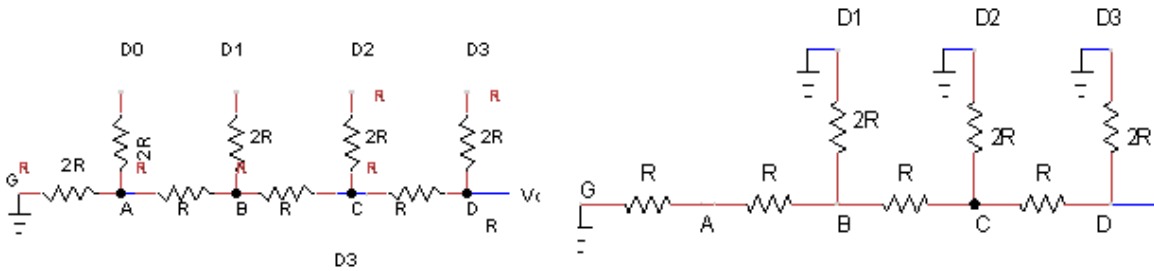 D0 D1 D2 D3
R R
2R 2R 2R 2R
G R 2R R R R
A R B R C R D Vo
R
D3
D1 D2 D3
2R 2R 2R
G R R R R
A B C D